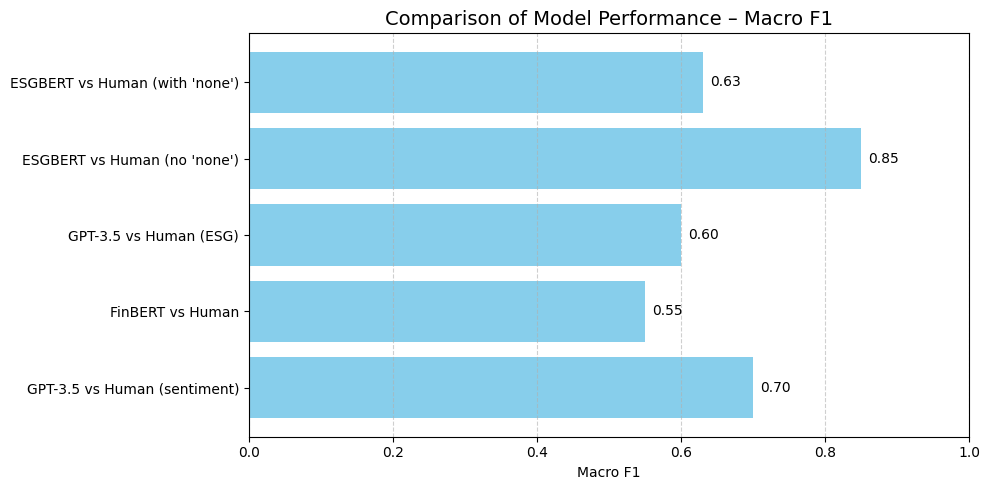 Comparison of Model Performance – Macro F1
ESGBERT vs Human (with 'none')
0.63
ESGBERT vs Human (no 'none')
0.85
GPT-3.5 vs Human (ESG)
0.60
FinBERT vs Human
0.55
GPT-3.5 vs Human (sentiment)
0.70
0.0 0.2 0.4 0.6 0.8 1.0
Macro F1